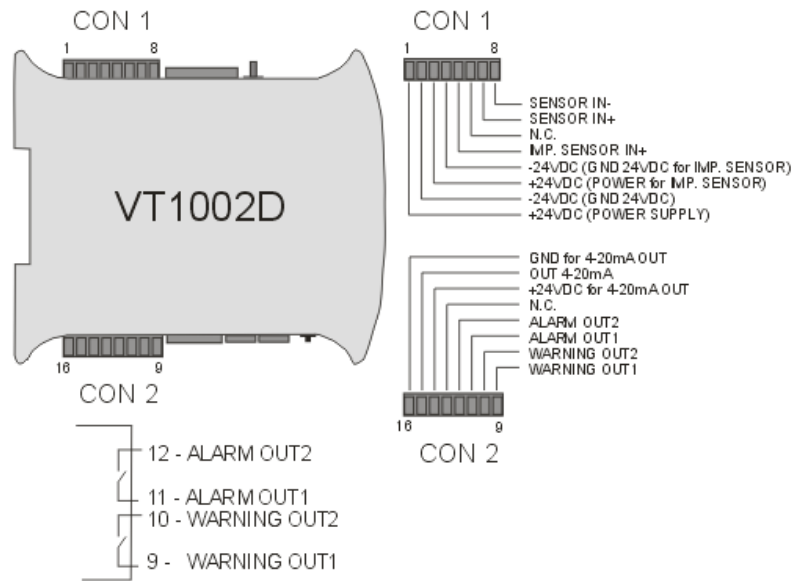 CON 1
1 8
VT1002D
16 9
CON 2
CON 1
1 8
SENSOR IN-
SENSOR IN+
N.C.
IMP. SENSOR IN+
-24VDC (GND 24VDC for IMP. SENSOR)
+24VDC (POWER for IMP. SENSOR)
-24VDC (GND 24VDC)
+24VDC (POWER SUPPLY)
GND for 4-20mA OUT
OUT 4-20mA
+24VDC for 4-20mA OUT
N.C.
ALARM OUT2
ALARM OUT1
WARNING OUT2
WARNING OUT1
16 9
CON 2
12 - ALARM OUT2
11 - ALARM OUT1
10 - WARNING OUT2
9 - WARNING OUT1